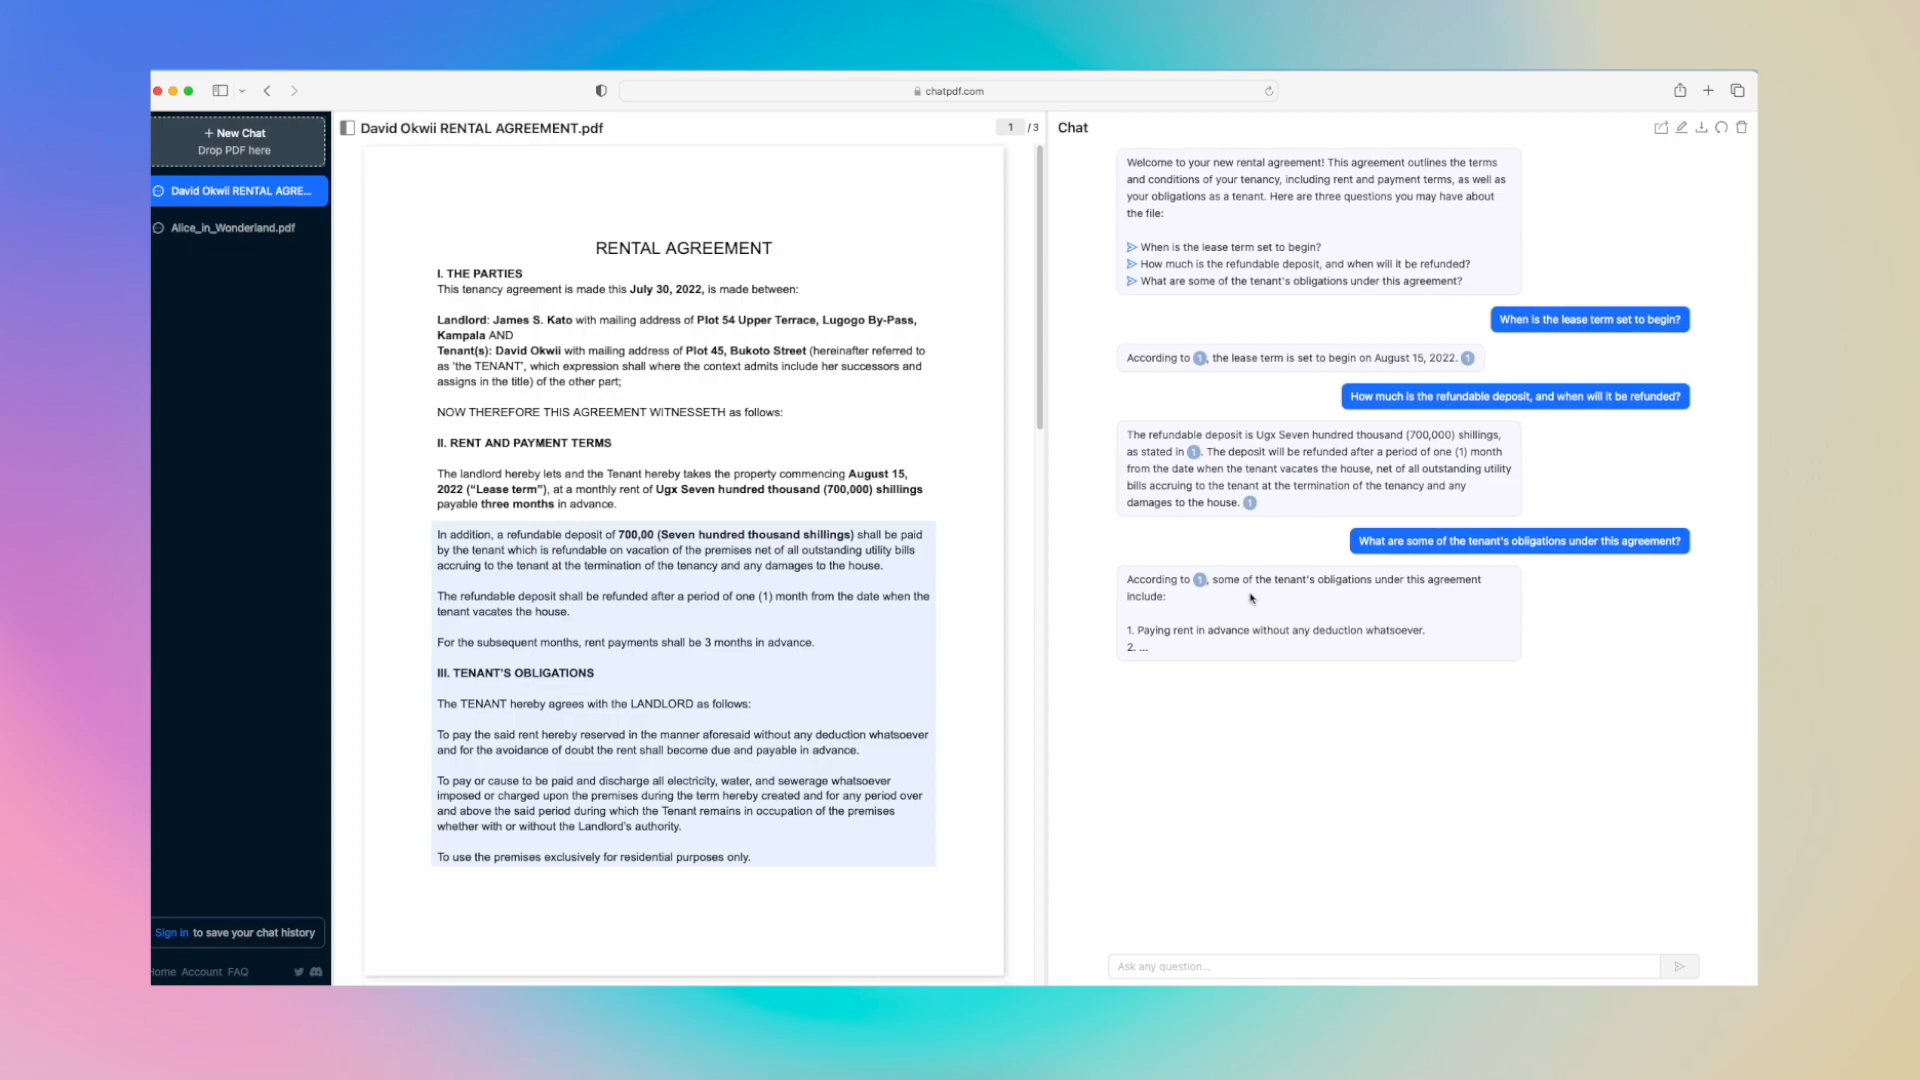 chatpdf.com
+ New Chat
Drop PDF here
David Okwii RENTAL AGRE...
Alice_in_Wonderland.pdf
Sign in to save your chat history
Home Account FAQ
David Okwii RENTAL AGREEMENT.pdf
1 /3
RENTAL AGREEMENT
I. THE PARTIES
This tenancy agreement is made this July 30, 2022, is made between:
Landlord: James S. Kato with mailing address of Plot 54 Upper Terrace, Lugogo By-Pass,
Kampala AND
Tenant(s): David Okwii with mailing address of Plot 45, Bukoto Street (hereinafter referred to
as 'the TENANT', which expression shall where the context admits include her successors and
assigns in the title) of the other part;
NOW THEREFORE THIS AGREEMENT WITNESSETH as follows:
II. RENT AND PAYMENT TERMS
The landlord hereby lets and the Tenant hereby takes the property commencing August 15,
2022 (“Lease term”), at a monthly rent of Ugx Seven hundred thousand (700,000) shillings
payable three months in advance.
In addition, a refundable deposit of 700,00 (Seven hundred thousand shillings) shall be paid
by the tenant which is refundable on vacation of the premises net of all outstanding utility bills
accruing to the tenant at the termination of the tenancy and any damages to the house.
The refundable deposit shall be refunded after a period of one (1) month from the date when the
tenant vacates the house.
For the subsequent months, rent payments shall be 3 months in advance.
III. TENANT'S OBLIGATIONS
The TENANT hereby agrees with the LANDLORD as follows:
To pay the said rent hereby reserved in the manner aforesaid without any deduction whatsoever
and for the avoidance of doubt the rent shall become due and payable in advance.
To pay or cause to be paid and discharge all electricity, water, and sewerage whatsoever
imposed or charged upon the premises during the term hereby created and for any period over
and above the said period during which the Tenant remains in occupation of the premises
whether with or without the Landlord's authority.
To use the premises exclusively for residential purposes only.
Chat
Welcome to your new rental agreement! This agreement outlines the terms
and conditions of your tenancy, including rent and payment terms, as well as
your obligations as a tenant. Here are three questions you may have about
the file:
When is the lease term set to begin?
How much is the refundable deposit, and when will it be refunded?
What are some of the tenant's obligations under this agreement?
When is the lease term set to begin?
According to 1, the lease term is set to begin on August 15, 2022. 1
How much is the refundable deposit, and when will it be refunded?
The refundable deposit is Ugx Seven hundred thousand (700,000) shillings,
as stated in 1. The deposit will be refunded after a period of one (1) month
from the date when the tenant vacates the house, net of all outstanding utility
bills accruing to the tenant at the termination of the tenancy and any
damages to the house. 1
What are some of the tenant's obligations under this agreement?
According to 1, some of the tenant's obligations under this agreement
include:
1. Paying rent in advance without any deduction whatsoever.
2. ...
Ask any question...